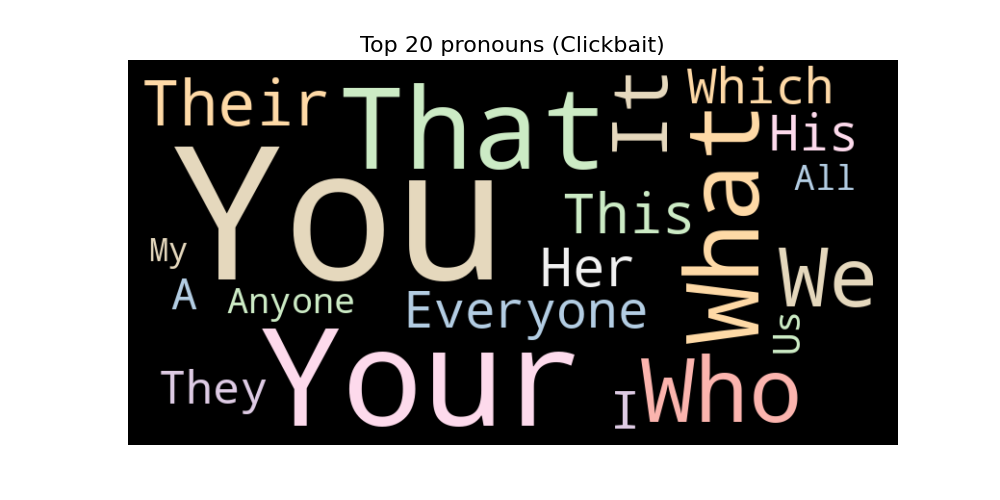 Top 20 pronouns (Clickbait)
Their
That
It
Which
What
His
All
You
This
My
Her
We
A
Anyone
Everyone
Us
They
Your
I
Who